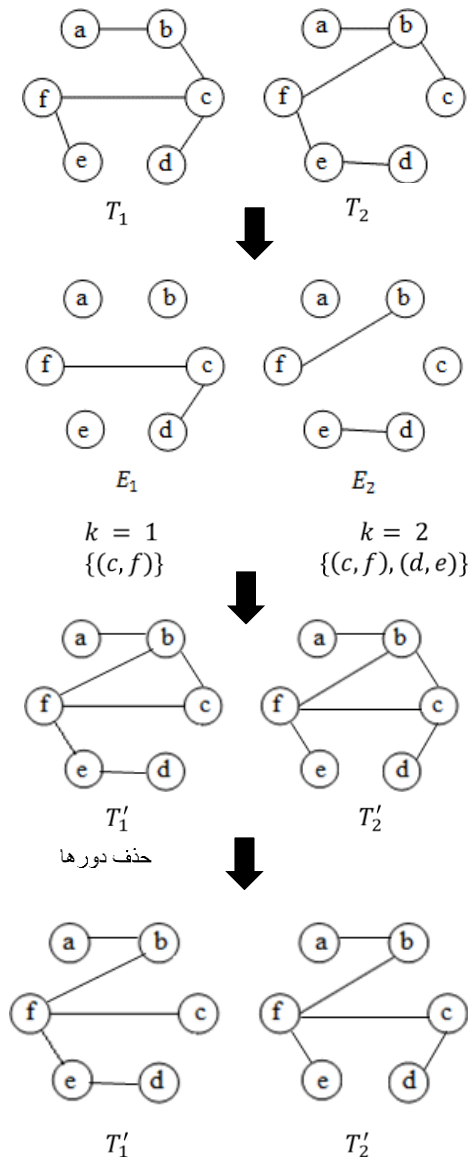 a b a b
f c f c
e d e d
T₁ T₂
a b a b
f c f c
e d e d
E₁ E₂
k = 1 k = 2
{(c, f)} {(c, f), (d, e)}
a b a b
f c f c
e d e d
T′₁ T′₂
حذف دورها
a b a b
f c f c
e d e d
T′₁ T′₂